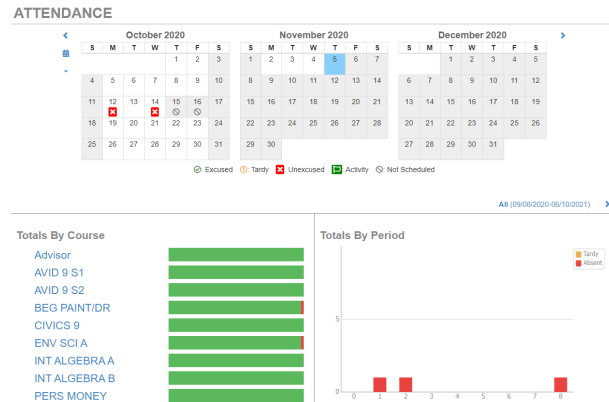 ATTENDANCE
October 2020
S M T W T F S
1 2 3
4 5 6 7 8 9 10
11 12 13 14 15 16 17
18 19 20 21 22 23 24
25 26 27 28 29 30 31
November 2020
S M T W T F S
1 2 3 4 5 6 7
8 9 10 11 12 13 14
15 16 17 18 19 20 21
22 23 24 25 26 27 28
29 30
December 2020
S M T W T F S
1 2 3 4 5
6 7 8 9 10 11 12
13 14 15 16 17 18 19
20 21 22 23 24 25 26
27 28 29 30 31
Excused Tardy Unexcused Activity Not Scheduled
All (09/08/2020-06/10/2021)
Totals By Course
Advisor
AVID 9 S1
AVID 9 S2
BEG PAINT/DR
CIVICS 9
ENV SCI A
INT ALGEBRA A
INT ALGEBRA B
PERS MONEY
Totals By Period
Tardy
Absent
5
0
0 1 2 3 4 5 6 7 8